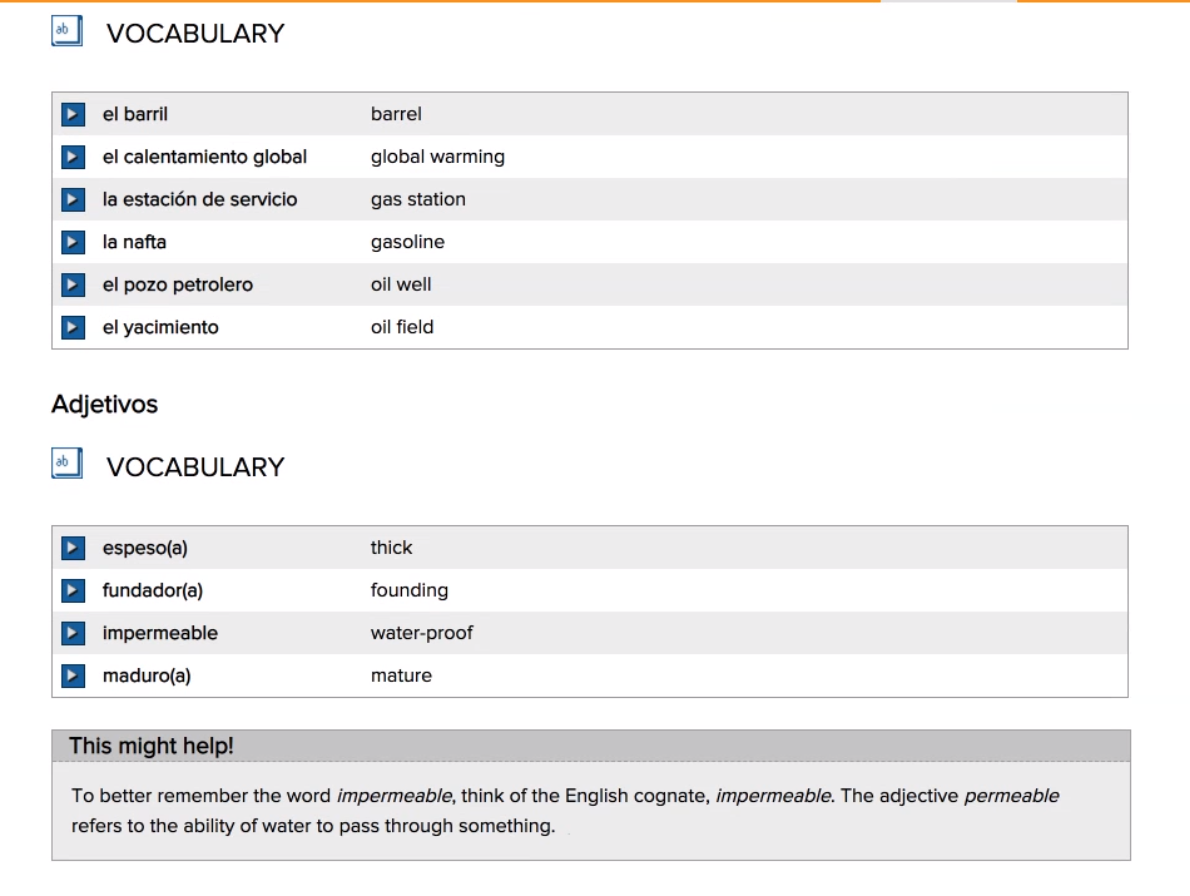 ab VOCABULARY
el barril barrel
el calentamiento global global warming
la estación de servicio gas station
la nafta gasoline
el pozo petrolero oil well
el yacimiento oil field
Adjetivos
ab VOCABULARY
espeso(a) thick
fundador(a) founding
impermeable water-proof
maduro(a) mature
This might help!
To better remember the word impermeable, think of the English cognate, impermeable. The adjective permeable
refers to the ability of water to pass through something.